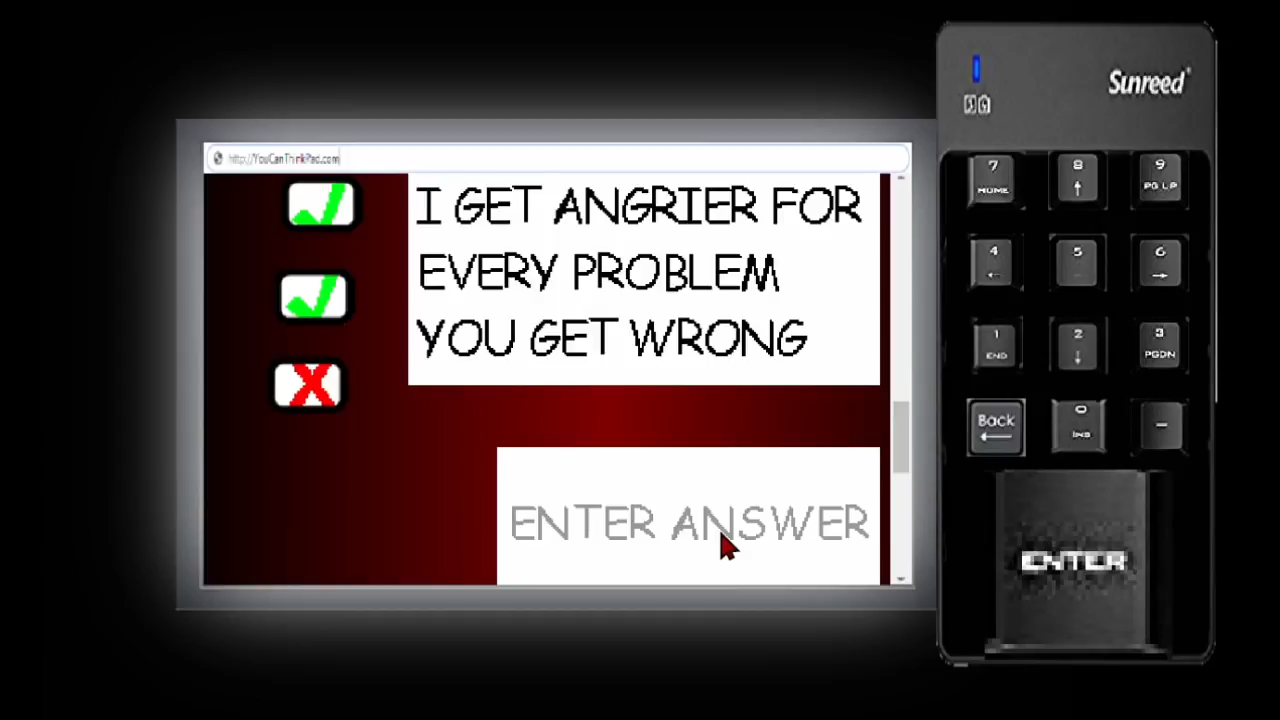 Sunreed
http://YouCanThinkPad.com
I GET ANGRIER FOR
EVERY PROBLEM
YOU GET WRONG
ENTER ANSWER
7 8 9
HOME ↑ PG UP
4 5 6
← →
1 2 3
END ↓ PGDN
Back 0 -
← INS
ENTER